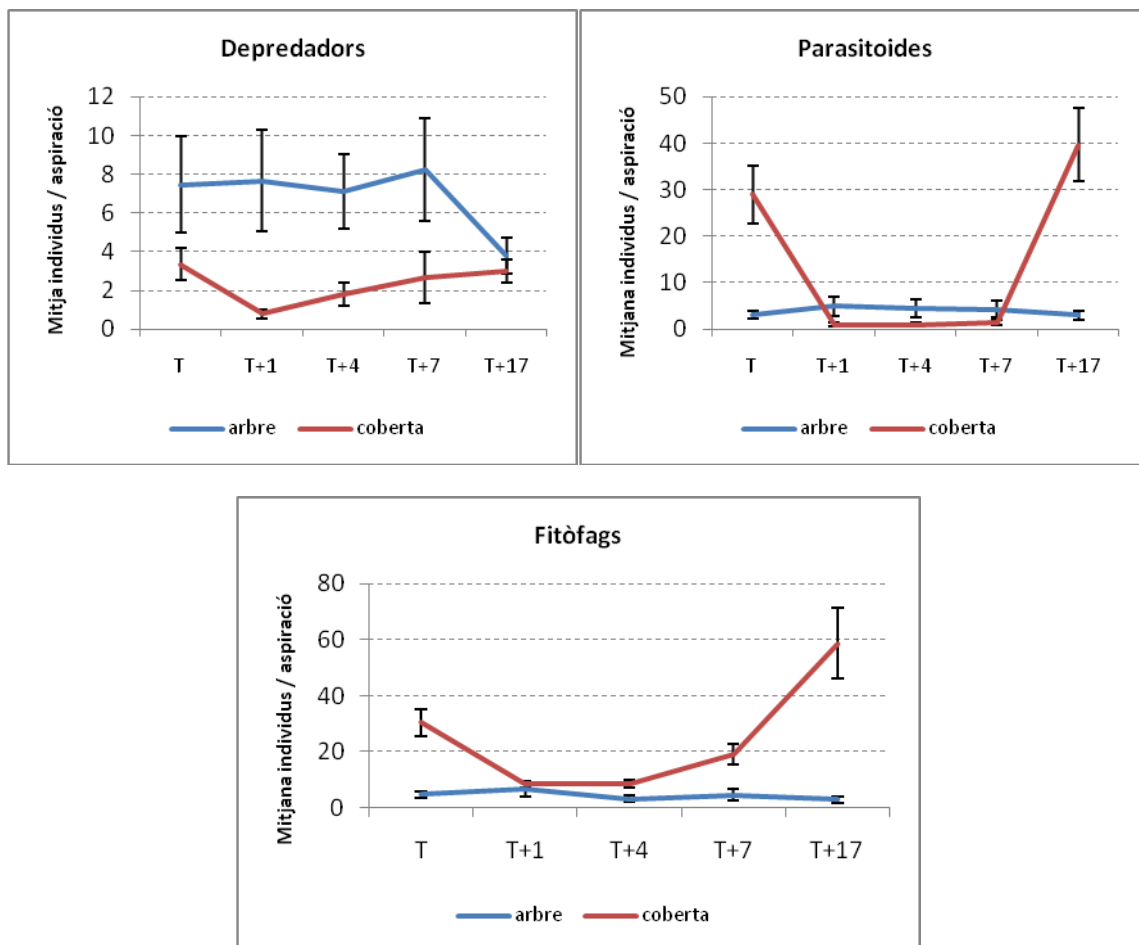 Depredadors
Mitja individus / aspiració
12
10
8
6
4
2
0
T T+1 T+4 T+7 T+17
arbre coberta
Parasitoides
Mitjana individus / aspiració
50
40
30
20
10
0
T T+1 T+4 T+7 T+17
arbre coberta
Fitòfags
Mitjana individus / aspiració
80
60
40
20
0
T T+1 T+4 T+7 T+17
arbre coberta